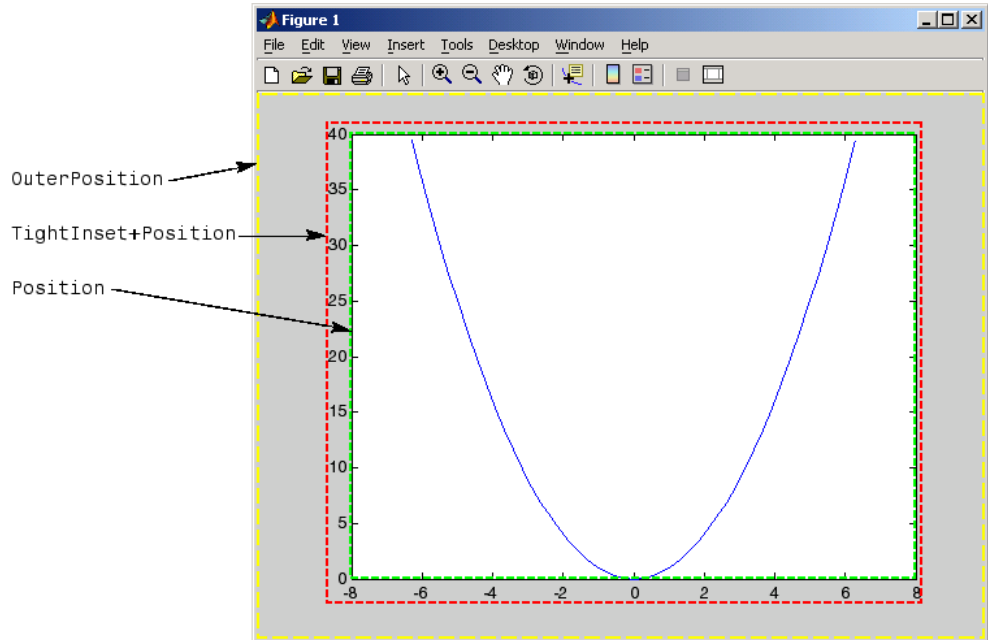 Figure 1
File Edit View Insert Tools Desktop Window Help
OuterPosition
TightInset+Position
Position
40
35
30
25
20
15
10
5
0
-8 -6 -4 -2 0 2 4 6 8